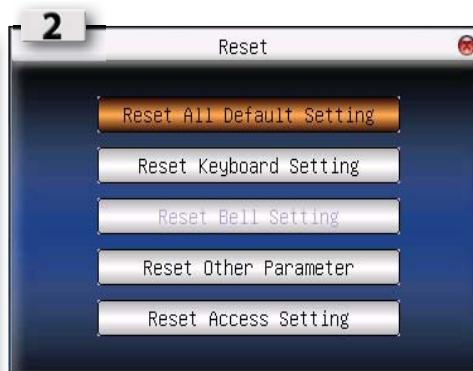 2
Reset
Reset All Default Setting
Reset Keyboard Setting
Reset Bell Setting
Reset Other Parameter
Reset Access Setting